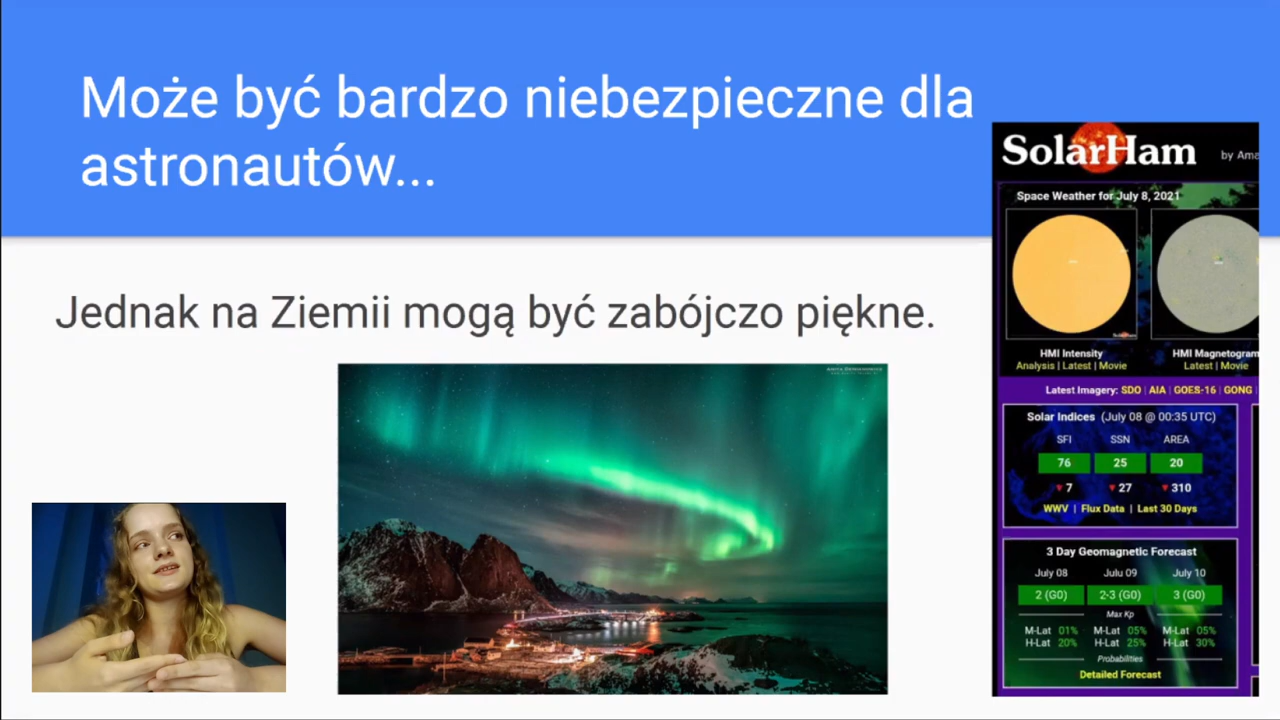 Może być bardzo niebezpieczne dla
astronautów...
Jednak na Ziemii mogą być zabójczo piękne.
SolarHam
by Ama
Space Weather for July 8, 2021
HMI Intensity
Analysis | Latest | Movie
HMI Magnetogram
Latest | Movie
Latest Imagery: SDO | AIA | GOES-16 | GONG |
Solar Indices (July 08 @ 00:35 UTC)
SFI SSN AREA
76 25 20
▼7 ▼27 ▼310
WWV | Flux Data | Last 30 Days
3 Day Geomagnetic Forecast
July 08 Julu 09 July 10
2 (G0) 2-3 (G0) 3 (G0)
Max Kp
M-Lat 01% M-Lat 05% M-Lat 05%
H-Lat 20% H-Lat 25% H-Lat 30%
Probabilities
Detailed Forecast